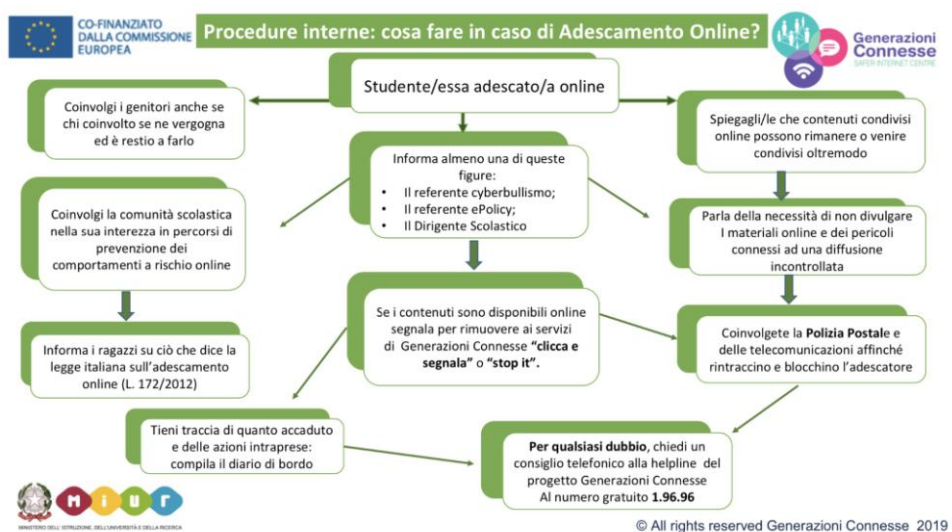 CO-FINANZIATO
DALLA COMMISSIONE
EUROPEA
Procedure interne: cosa fare in caso di Adescamento Online?
Generazioni
Connesse
SAFER INTERNET CENTRE
Studente/essa adescato/a online
Coinvolgi i genitori anche se
chi coinvolto se ne vergogna
ed è restio a farlo
Informa almeno una di queste
figure:
• Il referente cyberbullismo;
• Il referente ePolicy;
• Il Dirigente Scolastico
Spiegagli/le che contenuti condivisi
online possono rimanere o venire
condivisi oltremodo
Coinvolgi la comunità scolastica
nella sua interezza in percorsi di
prevenzione dei
comportamenti a rischio online
Parla della necessità di non divulgare
I materiali online e dei pericoli
connessi ad una diffusione
incontrollata
Informa i ragazzi su ciò che dice la
legge italiana sull'adescamento
online (L. 172/2012)
Se i contenuti sono disponibili online
segnala per rimuovere ai servizi
di Generazioni Connesse “clicca e
segnala” o “stop it”.
Coinvolgete la Polizia Postale e
delle telecomunicazioni affinché
rintraccino e blocchino l'adescatore
Tieni traccia di quanto accaduto
e delle azioni intraprese:
compila il diario di bordo
Per qualsiasi dubbio, chiedi un
consiglio telefonico alla helpline del
progetto Generazioni Connesse
Al numero gratuito 1.96.96
MIUR
MINISTERO DELL'ISTRUZIONE, DELL'UNIVERSITÀ E DELLA RICERCA
© All rights reserved Generazioni Connesse 2019